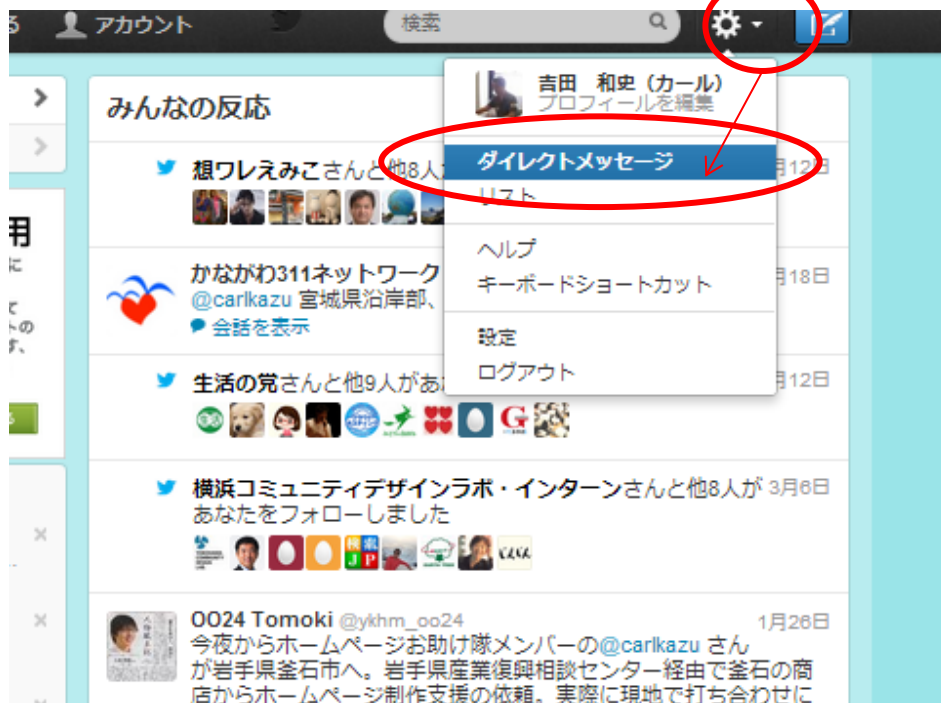 る
アカウント
検索
吉田 和史（カール）
プロフィールを編集
ダイレクトメッセージ
リスト
ヘルプ
キーボードショートカット
設定
ログアウト
用
に
て
トの
す、
みんなの反応
想ワレえみこさんと他8人が
月12日
かながわ311ネットワーク
月18日
@carlkazu 宮城県沿岸部、
会話を表示
生活の党さんと他9人があ
月12日
横浜コミュニティデザインラボ・インターンさんと他8人が 3月6日
あなたをフォローしました
検索
JP
OO24 Tomoki @ykhm_oo24 1月26日
今夜からホームページお助け隊メンバーの@carlkazu さん
が岩手県釜石市へ。岩手県産業復興相談センター経由で釜石の商
店からホームページ制作支援の依頼。実際に現地で打ち合わせに